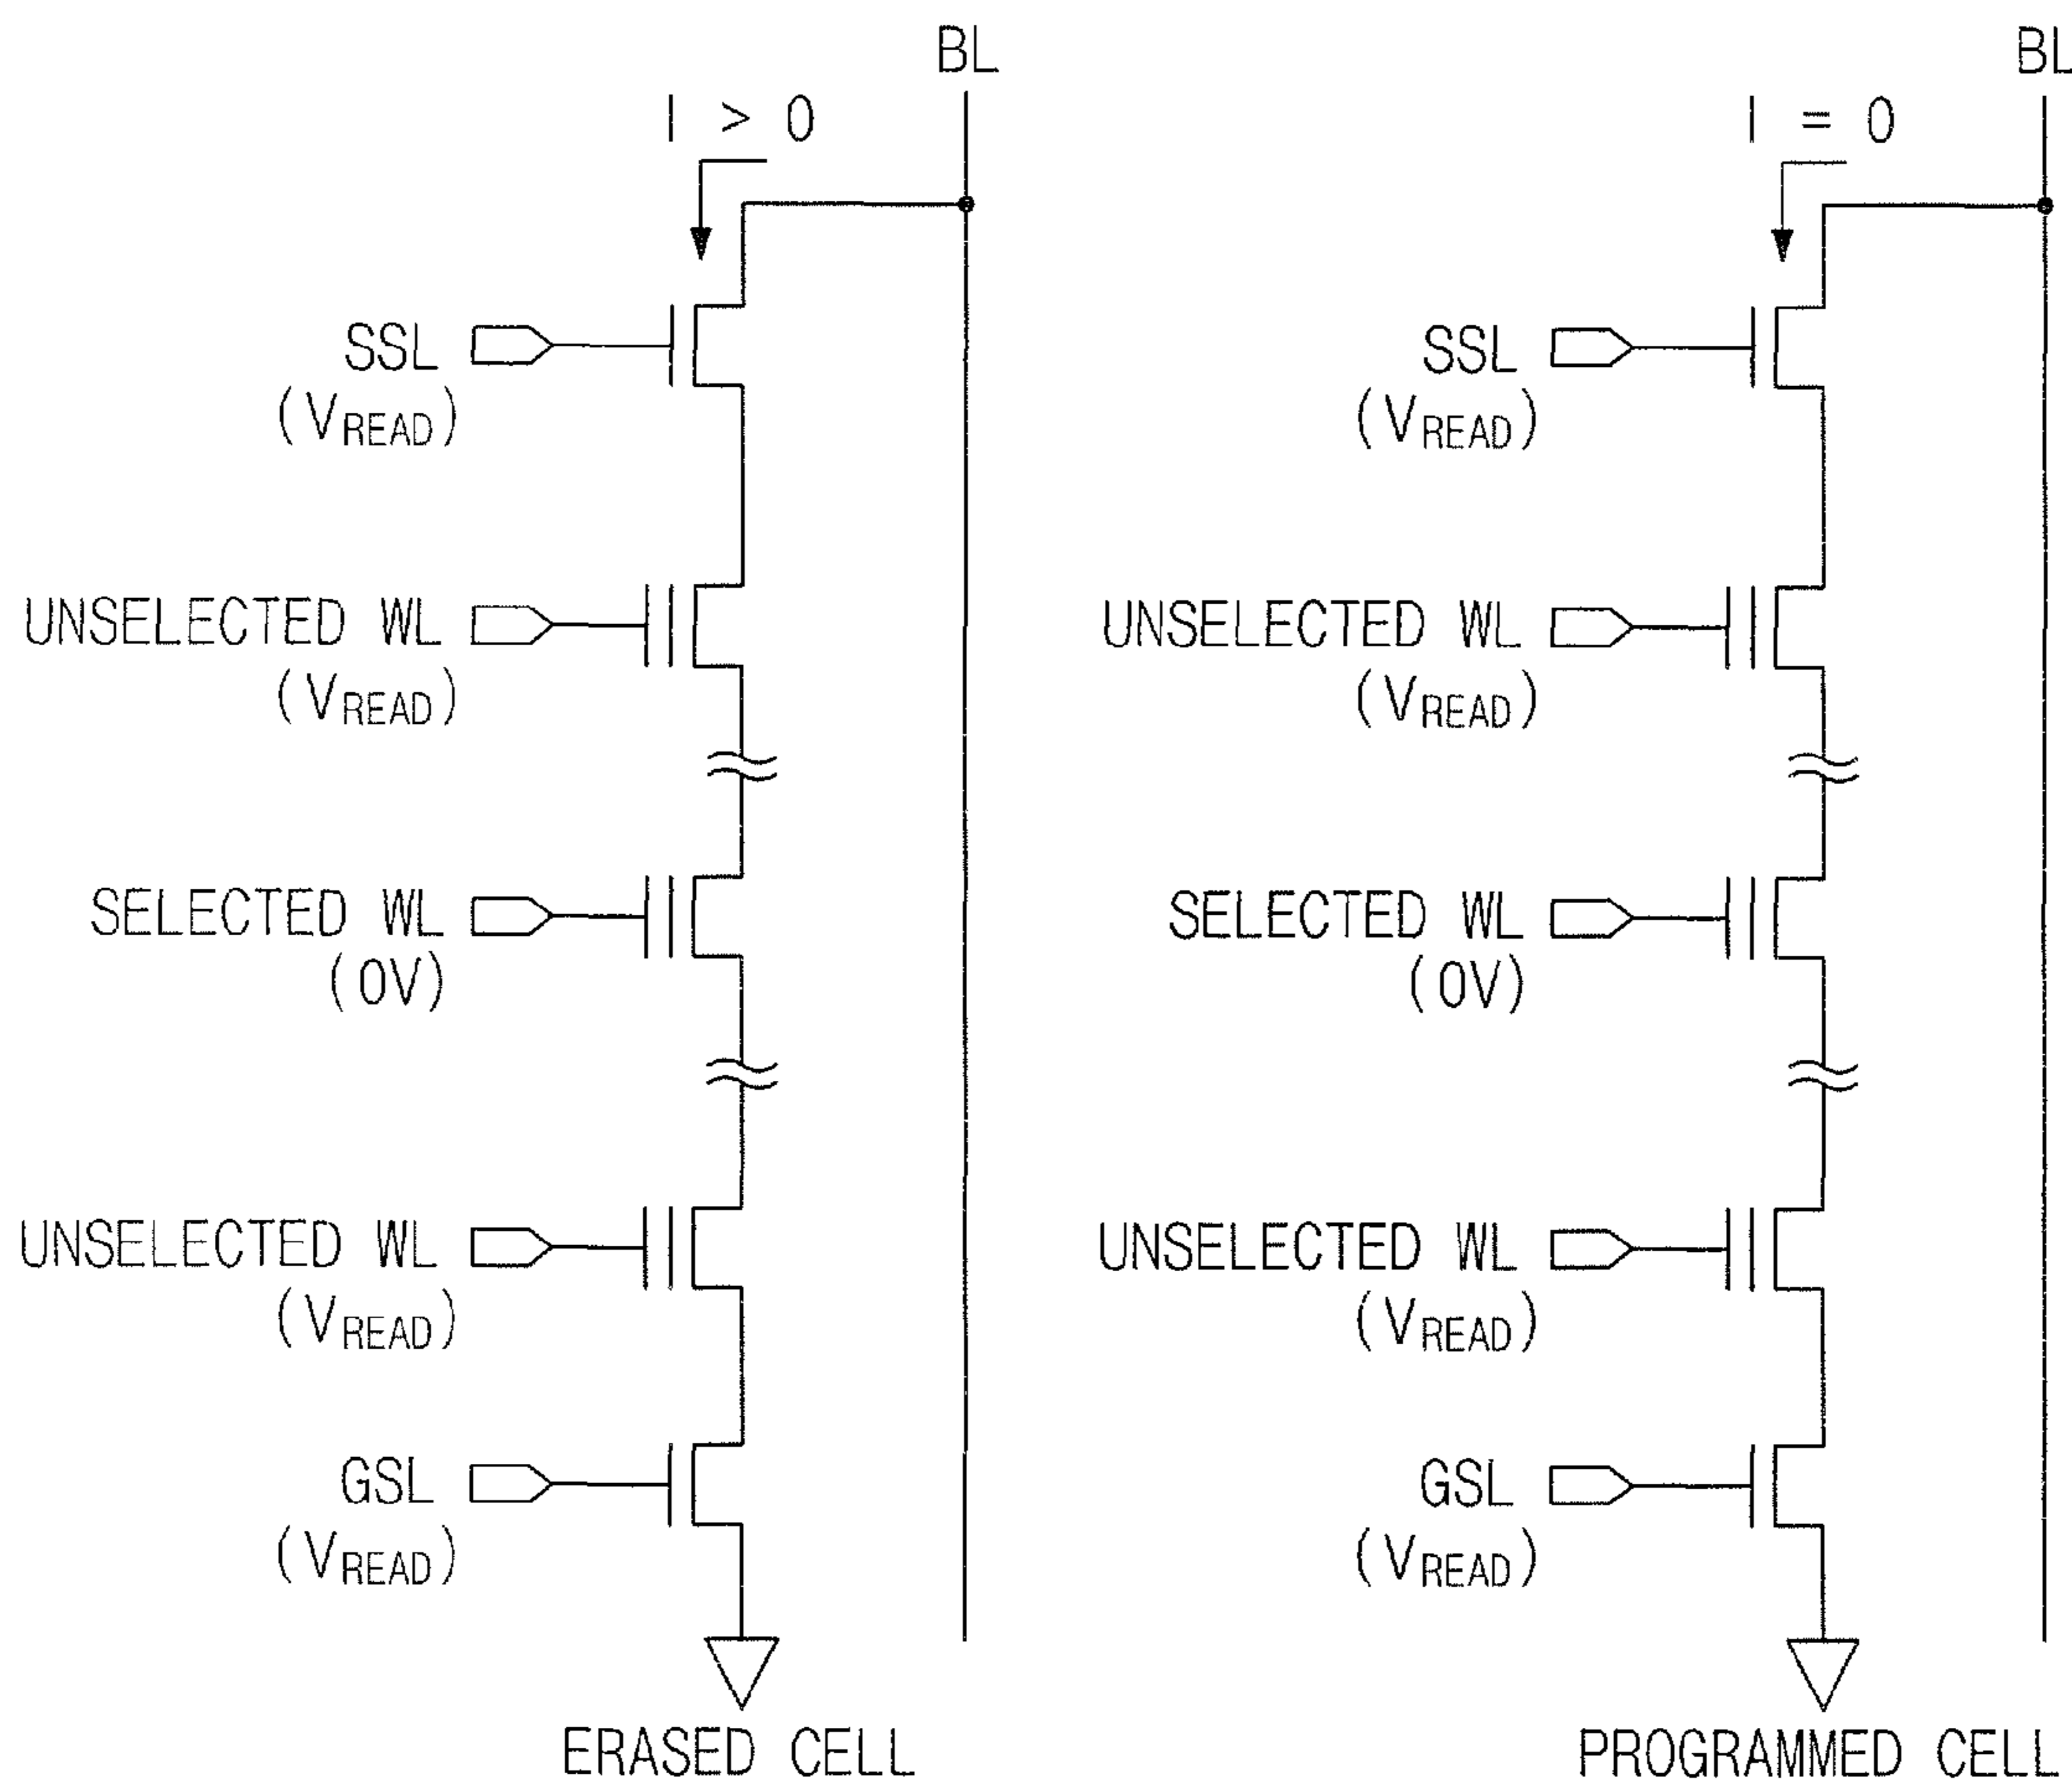 BL
I > 0
SSL
(VREAD)
UNSELECTED WL
(VREAD)
SELECTED WL
(0V)
UNSELECTED WL
(VREAD)
GSL
(VREAD)
ERASED CELL
BL
I = 0
SSL
(VREAD)
UNSELECTED WL
(VREAD)
SELECTED WL
(0V)
UNSELECTED WL
(VREAD)
GSL
(VREAD)
PROGRAMMED CELL